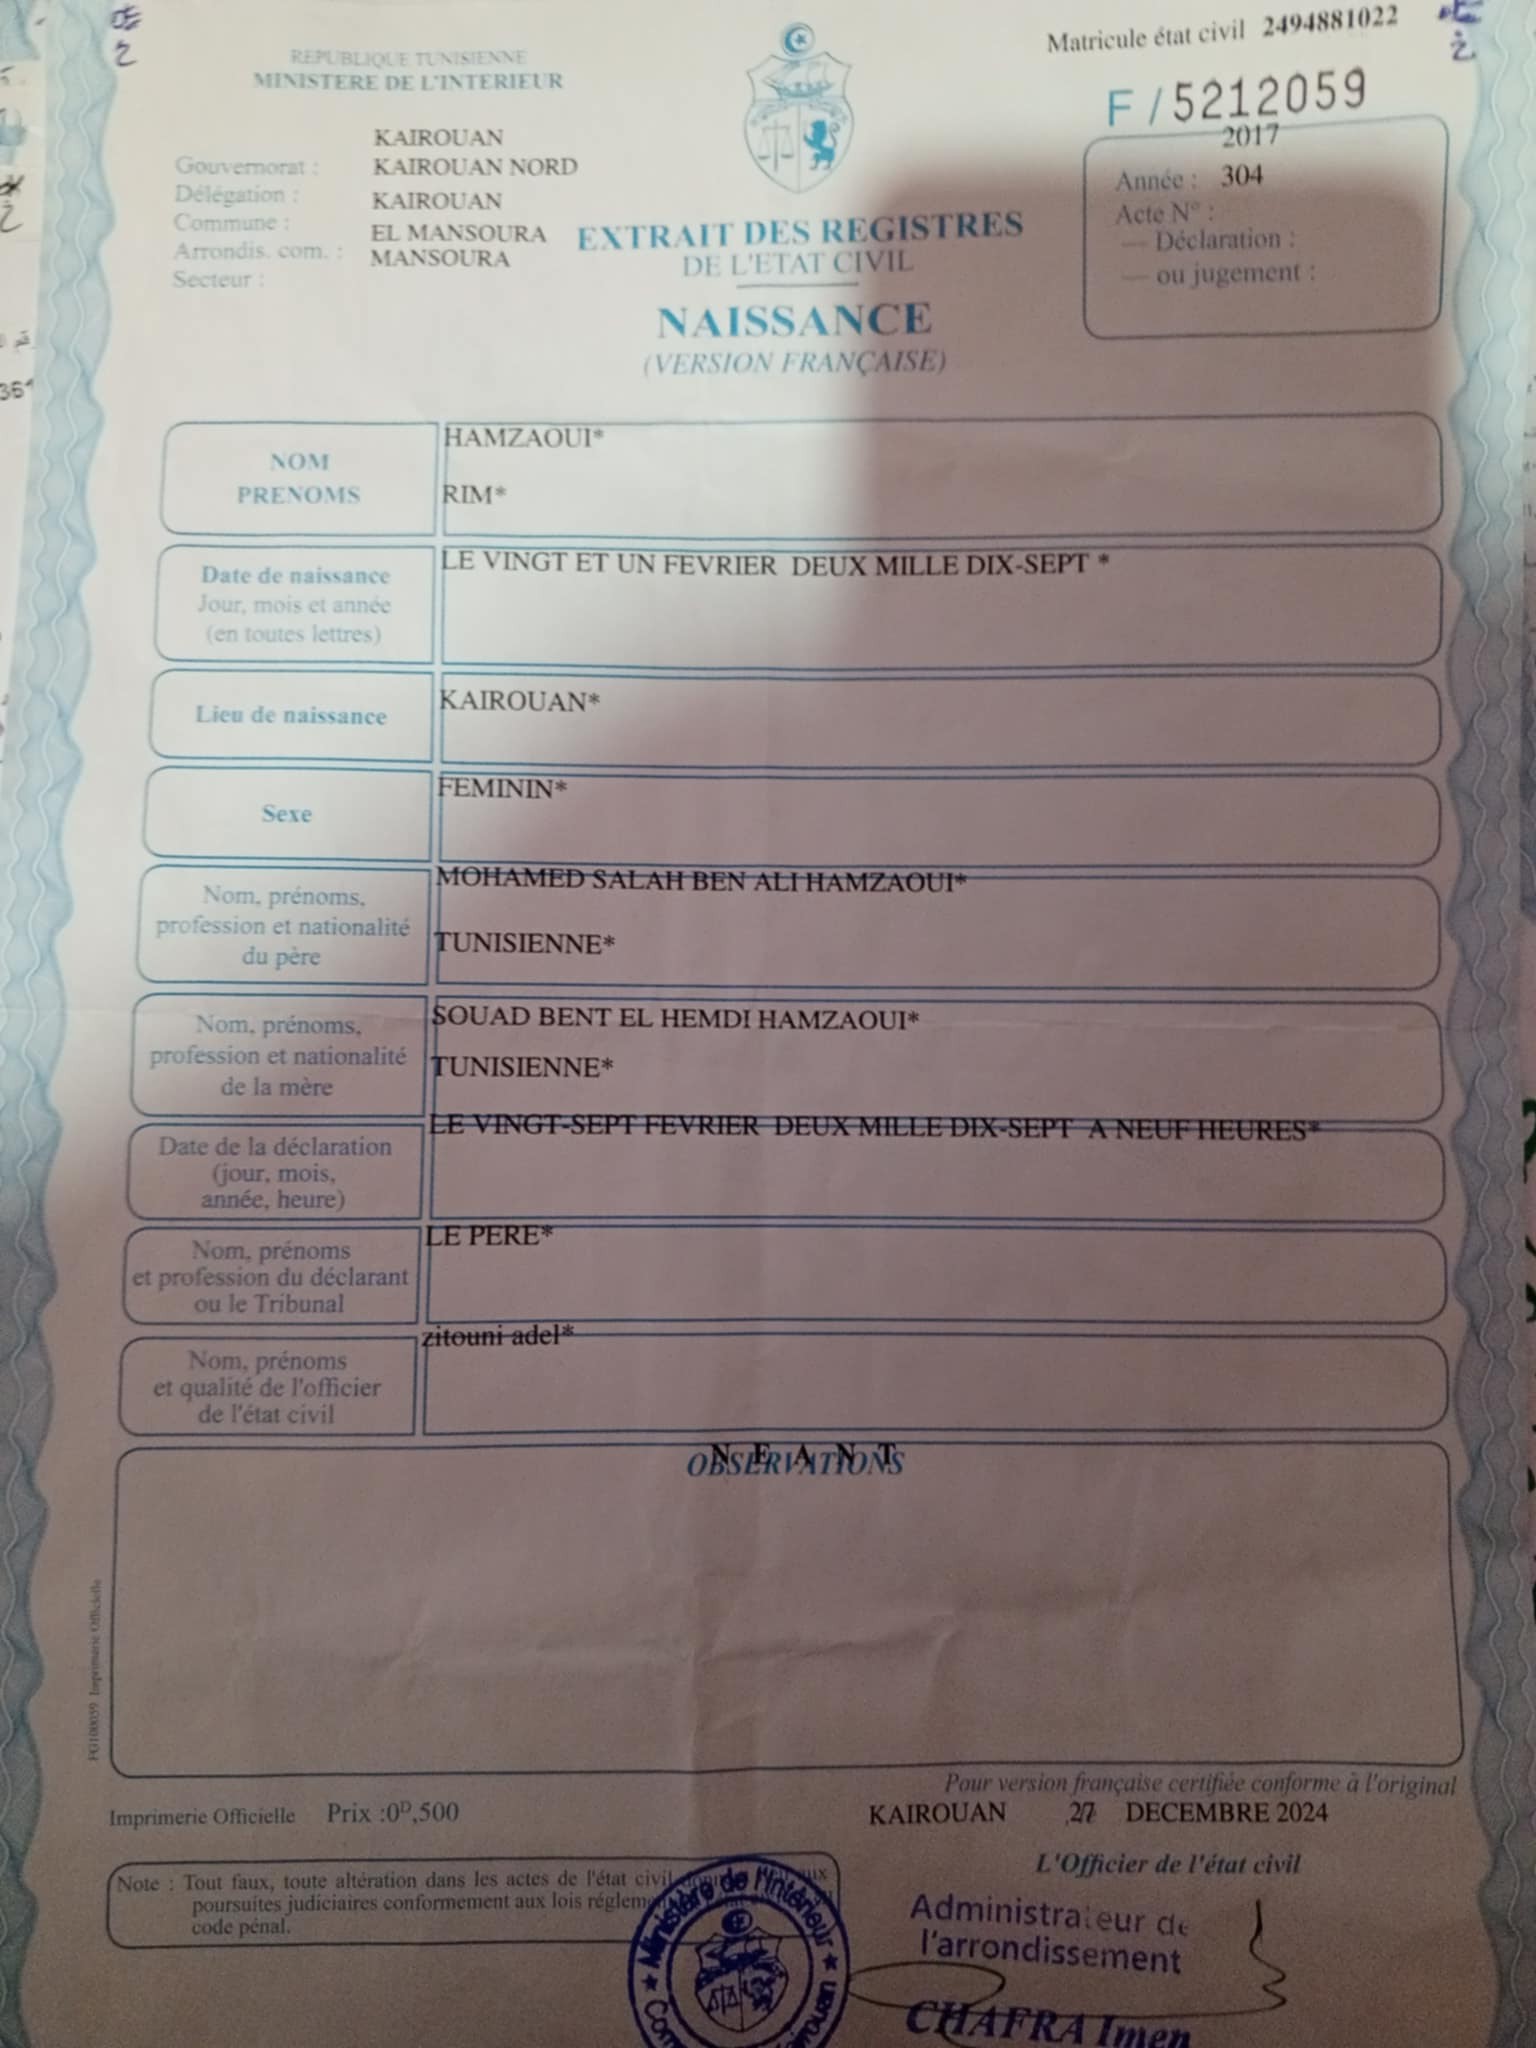 Matricule état civil 2494881022
REPUBLIQUE TUNISIENNE
MINISTERE DE L'INTERIEUR
F / 5212059
KAIROUAN
Gouvernorat : KAIROUAN NORD
Délégation : KAIROUAN
Commune : EL MANSOURA
Arrondis. com. : MANSOURA
Secteur :
2017
Année : 304
Acte N° :
— Déclaration :
— ou jugement :
EXTRAIT DES REGISTRES
DE L'ETAT CIVIL
NAISSANCE
(VERSION FRANÇAISE)
NOM
PRENOMS
HAMZAOUI*
RIM*
Date de naissance
Jour, mois et année
(en toutes lettres)
LE VINGT ET UN FEVRIER DEUX MILLE DIX-SEPT *
Lieu de naissance
KAIROUAN*
Sexe
FEMININ*
Nom, prénoms,
profession et nationalité
du père
MOHAMED SALAH BEN ALI HAMZAOUI*
TUNISIENNE*
Nom, prénoms,
profession et nationalité
de la mère
SOUAD BENT EL HEMDI HAMZAOUI*
TUNISIENNE*
Date de la déclaration
(jour, mois,
année, heure)
LE VINGT-SEPT FEVRIER DEUX MILLE DIX-SEPT A NEUF HEURES*
Nom, prénoms
et profession du déclarant
ou le Tribunal
LE PERE*
Nom, prénoms
et qualité de l'officier
de l'état civil
zitouni adel*
N E A N T
OBSERVATIONS
FG100039 Imprimerie Officielle
Pour version française certifiée conforme à l'original
Imprimerie Officielle Prix :0ᴰ,500
KAIROUAN 27 DECEMBRE 2024
L'Officier de l'état civil
Note : Tout faux, toute altération dans les actes de l'état civil
poursuites judiciaires conformement aux lois
code pénal.
Ministère de l'Intérieur
Administrateur de
l'arrondissement
CHAFRA Imen